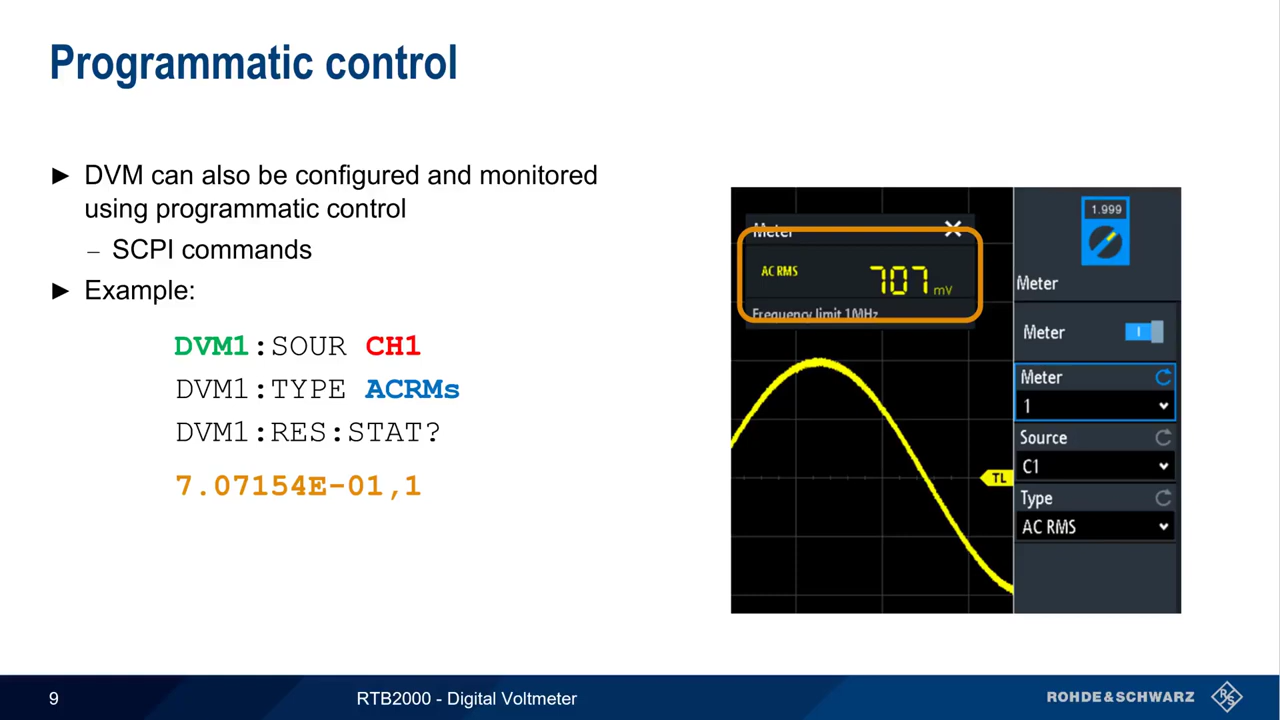 Programmatic control
► DVM can also be configured and monitored
using programmatic control
– SCPI commands
► Example:
DVM1:SOUR CH1
DVM1:TYPE ACRMs
DVM1:RES:STAT?
7.07154E-01,1
Meter
AC RMS
707 mV
Frequency limit 1MHz
TL
1.999
Meter
Meter
Meter
1
Source
C1
Type
AC RMS
9
RTB2000 - Digital Voltmeter
ROHDE&SCHWARZ
R&S